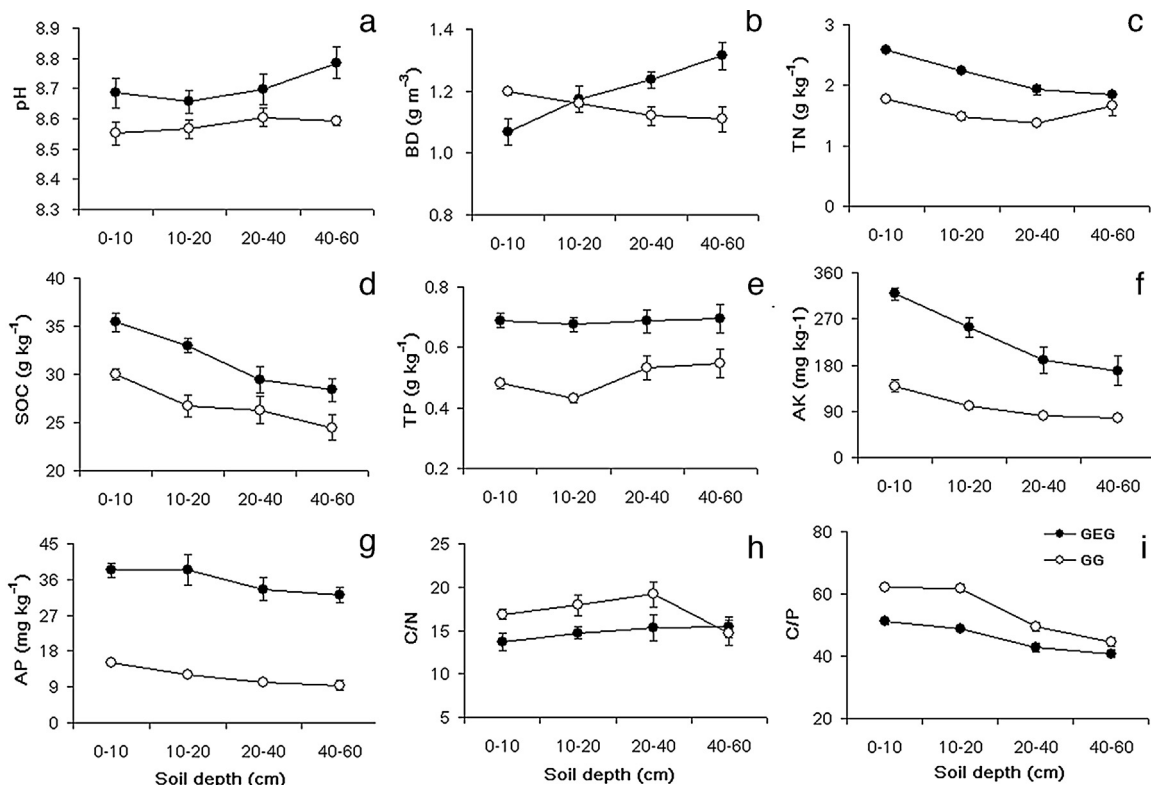 a
pH
8.9
8.8
8.7
8.6
8.5
8.4
8.3
0-10 10-20 20-40 40-60
b
BD (g m⁻³)
1.4
1.2
1.0
0.8
0-10 10-20 20-40 40-60
c
TN (g kg⁻¹)
3
2
1
0
0-10 10-20 20-40 40-60
d
SOC (g kg⁻¹)
40
35
30
25
20
0-10 10-20 20-40 40-60
e
TP (g kg⁻¹)
0.8
0.6
0.4
0.2
0-10 10-20 20-40 40-60
f
AK (mg kg-1)
360
270
180
90
0
0-10 10-20 20-40 40-60
g
AP (mg kg⁻¹)
45
36
27
18
9
0
0-10 10-20 20-40 40-60
Soil depth (cm)
h
C/N
25
20
15
10
5
0-10 10-20 20-40 40-60
Soil depth (cm)
i
GEG
GG
C/P
80
60
40
20
0-10 10-20 20-40 40-60
Soil depth (cm)